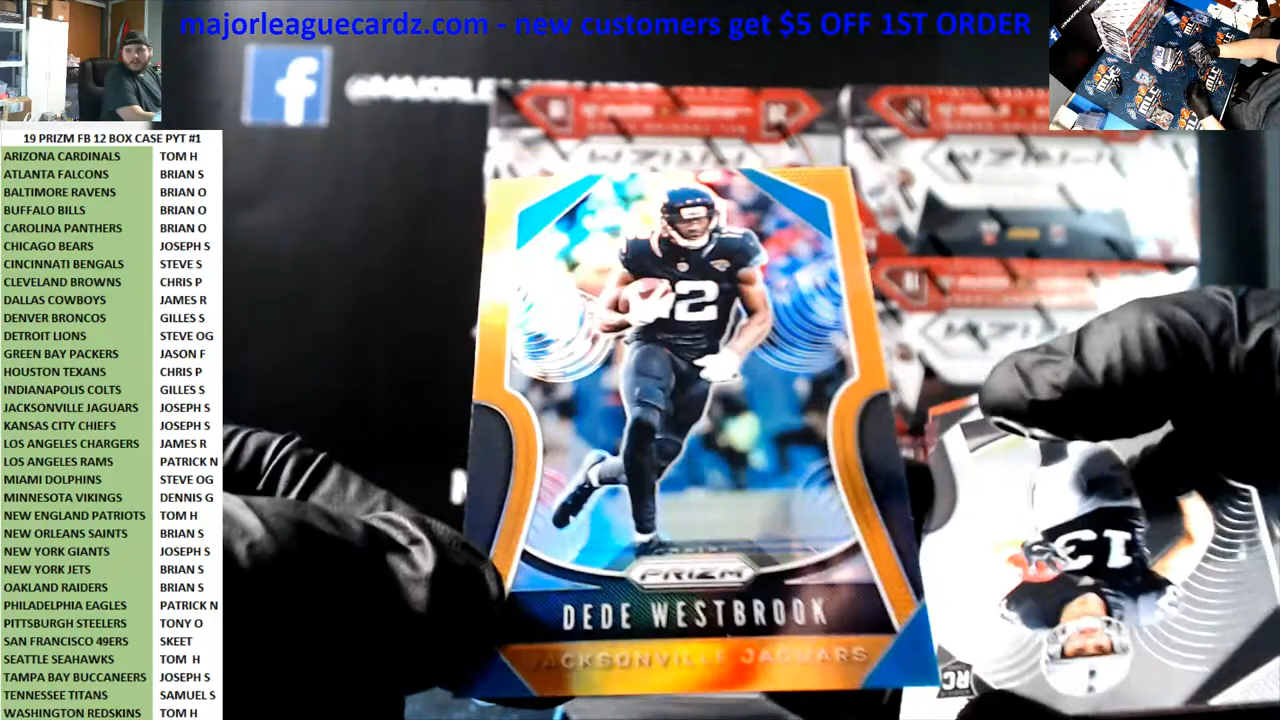 majorleaguecardz.com - new customers get $5 OFF 1ST ORDER
f
19 PRIZM FB 12 BOX CASE PYT #1
ARIZONA CARDINALS TOM H
ATLANTA FALCONS BRIAN S
BALTIMORE RAVENS BRIAN O
BUFFALO BILLS BRIAN O
CAROLINA PANTHERS BRIAN O
CHICAGO BEARS JOSEPH S
CINCINNATI BENGALS STEVE S
CLEVELAND BROWNS CHRIS P
DALLAS COWBOYS JAMES R
DENVER BRONCOS GILLES S
DETROIT LIONS STEVE OG
GREEN BAY PACKERS JASON F
HOUSTON TEXANS CHRIS P
INDIANAPOLIS COLTS GILLES S
JACKSONVILLE JAGUARS JOSEPH S
KANSAS CITY CHIEFS JOSEPH S
LOS ANGELES CHARGERS JAMES R
LOS ANGELES RAMS PATRICK N
MIAMI DOLPHINS STEVE OG
MINNESOTA VIKINGS DENNIS G
NEW ENGLAND PATRIOTS TOM H
NEW ORLEANS SAINTS BRIAN S
NEW YORK GIANTS JOSEPH S
NEW YORK JETS BRIAN S
OAKLAND RAIDERS BRIAN S
PHILADELPHIA EAGLES PATRICK N
PITTSBURGH STEELERS TONY O
SAN FRANCISCO 49ERS SKEET
SEATTLE SEAHAWKS TOM H
TAMPA BAY BUCCANEERS JOSEPH S
TENNESSEE TITANS SAMUEL S
WASHINGTON REDSKINS TOM H
PRIZM
PRIZM
PRIZM
12
PRIZM
DEDE WESTBROOK
JACKSONVILLE JAGUARS
13
RC
MLC